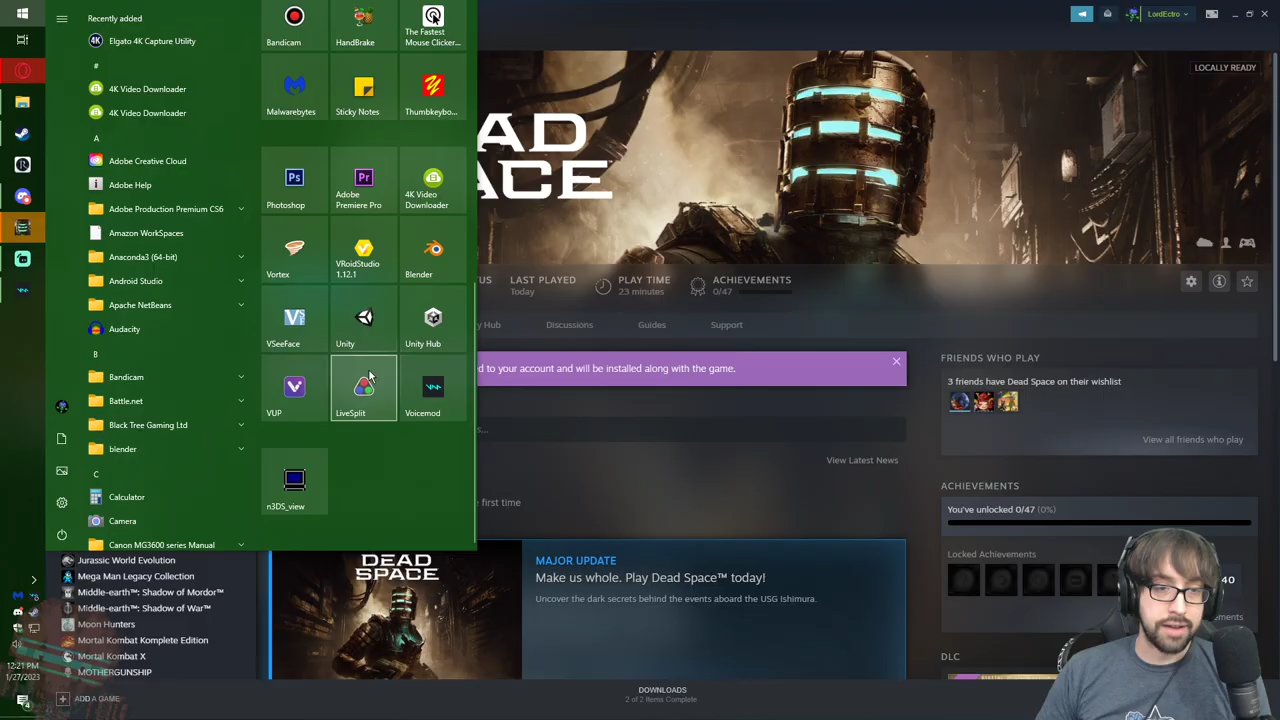 Recently added
Elgato 4K Capture Utility
#
4K Video Downloader
4K Video Downloader
A
Adobe Creative Cloud
Adobe Help
Adobe Production Premium CS6
Amazon WorkSpaces
Anaconda3 (64-bit)
Android Studio
Apache NetBeans
Audacity
B
Bandicam
Battle.net
Black Tree Gaming Ltd
blender
C
Calculator
Camera
Canon MG3600 series Manual
Bandicam
HandBrake
The Fastest
Mouse Clicker...
Malwarebytes
Sticky Notes
Thumbkeybo...
Photoshop
Adobe
Premiere Pro
4K Video
Downloader
Vortex
VRoidStudio
1.12.1
Blender
VSeeFace
Unity
Unity Hub
VUP
LiveSplit
Voicemod
n3DS_view
LordEctro
LOCALLY READY
AD
ACE
TUS
LAST PLAYED
Today
PLAY TIME
23 minutes
ACHIEVEMENTS
0/47
y Hub
Discussions
Guides
Support
ed to your account and will be installed along with the game.
s...
View Latest News
e first time
FRIENDS WHO PLAY
3 friends have Dead Space on their wishlist
View all friends who play
ACHIEVEMENTS
You've unlocked 0/47 (0%)
Locked Achievements
40
ements
DLC
DEAD
SPACE
MAJOR UPDATE
Make us whole. Play Dead Space™ today!
Uncover the dark secrets behind the events aboard the USG Ishimura.
Jurassic World Evolution
Mega Man Legacy Collection
Middle-earth™: Shadow of Mordor™
Middle-earth™: Shadow of War™
Moon Hunters
Mortal Kombat Komplete Edition
Mortal Kombat X
MOTHERGUNSHIP
ADD A GAME
DOWNLOADS
2 of 2 Items Complete
12:21 PM
1/27/2023
4